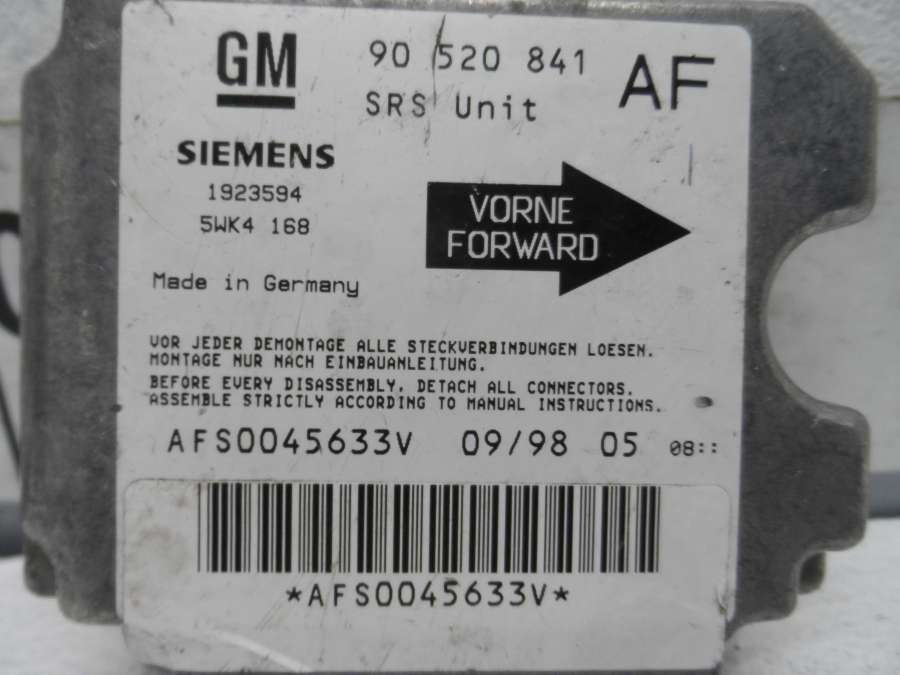 GM
90 520 841
AF
SRS Unit
SIEMENS
1923594
5WK4 168
VORNE
FORWARD
Made in Germany
VOR JEDER DEMONTAGE ALLE STECKVERBINDUNGEN LOESEN.
MONTAGE NUR NACH EINBAUANLEITUNG.
BEFORE EVERY DISASSEMBLY, DETACH ALL CONNECTORS.
ASSEMBLE STRICTLY ACCORDING TO MANUAL INSTRUCTIONS.
AFS0045633V 09/98 05 08::
*AFS0045633V*